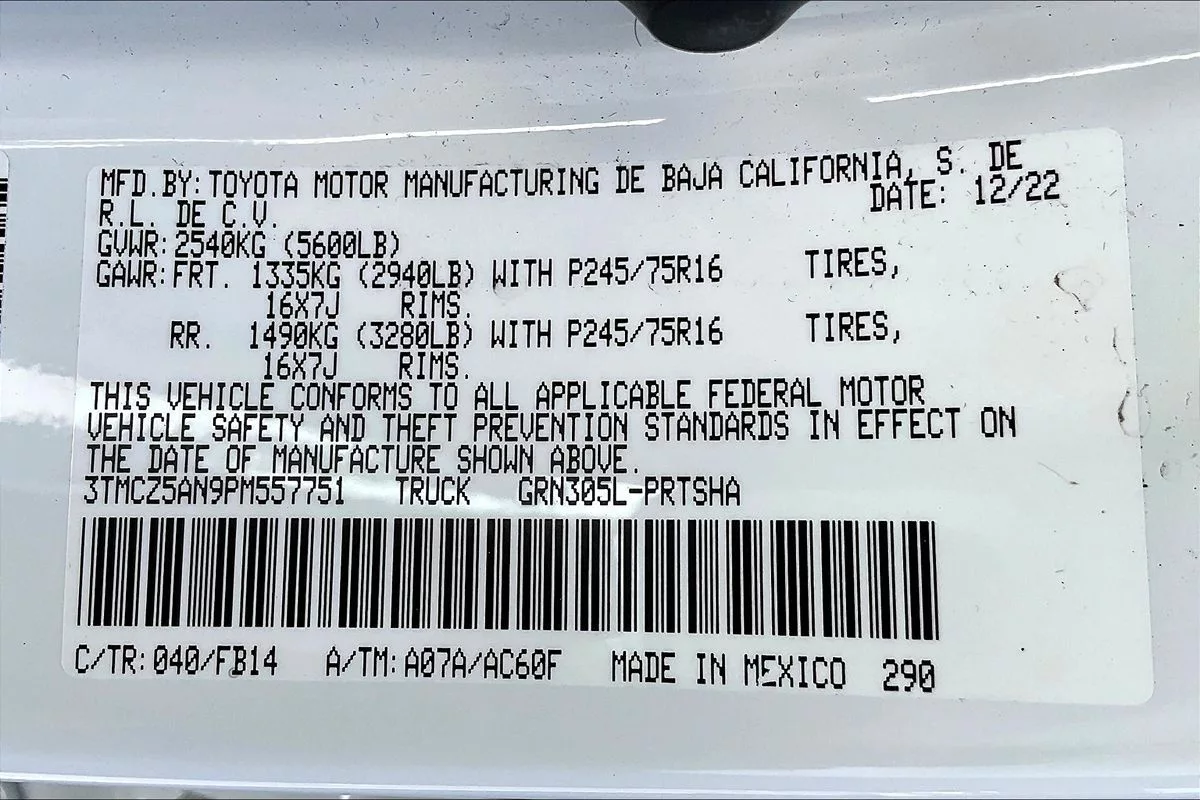 MFD.BY: TOYOTA MOTOR MANUFACTURING DE BAJA CALIFORNIA, S. DE
R.L. DE C.V. DATE: 12/22
GVWR: 2540KG (5600LB)
GAWR: FRT. 1335KG (2940LB) WITH P245/75R16 TIRES,
16X7J RIMS.
RR. 1490KG (3280LB) WITH P245/75R16 TIRES,
16X7J RIMS.
THIS VEHICLE CONFORMS TO ALL APPLICABLE FEDERAL MOTOR
VEHICLE SAFETY AND THEFT PREVENTION STANDARDS IN EFFECT ON
THE DATE OF MANUFACTURE SHOWN ABOVE.
3TMCZ5AN9PM557751 TRUCK GRN305L-PRTSHA
C/TR: 040/FB14 A/TM: A07A/AC60F MADE IN MEXICO 290